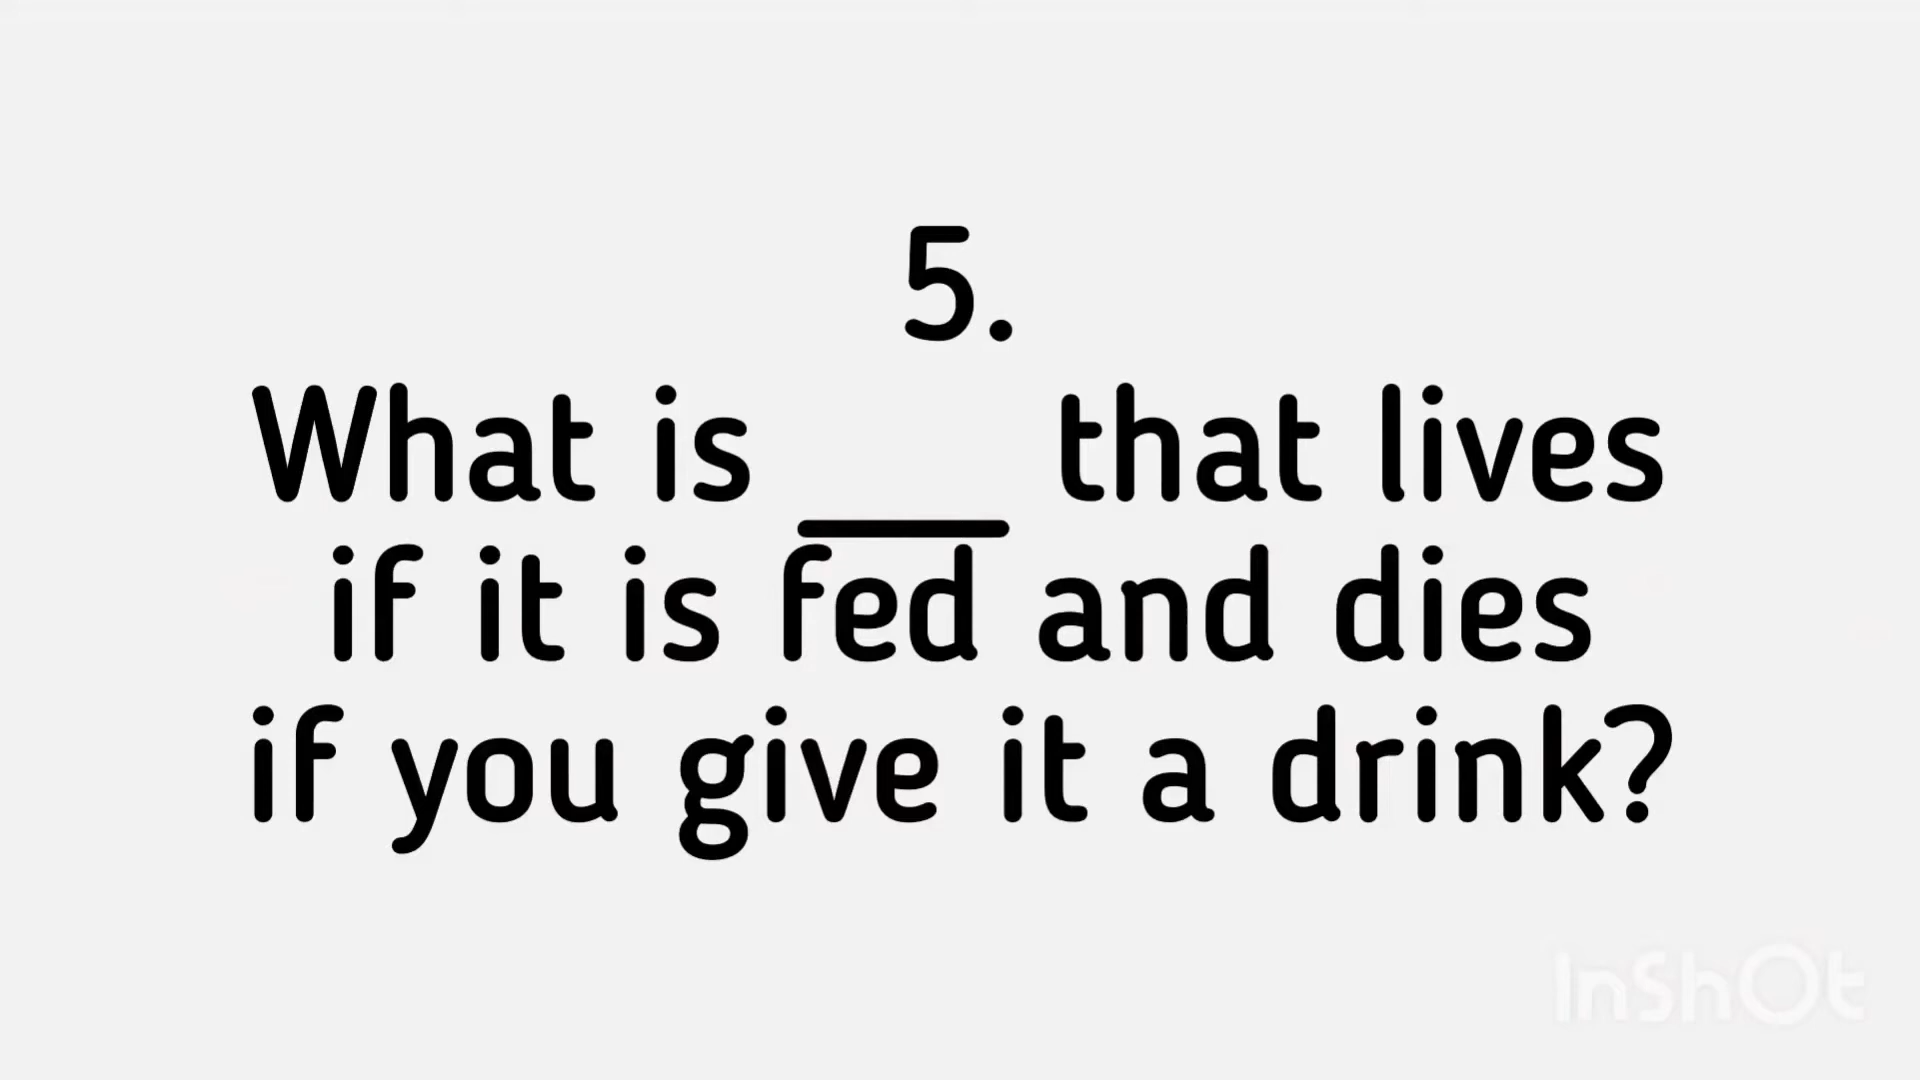 5.
What is ___ that lives
if it is fed and dies
if you give it a drink?
InShOt